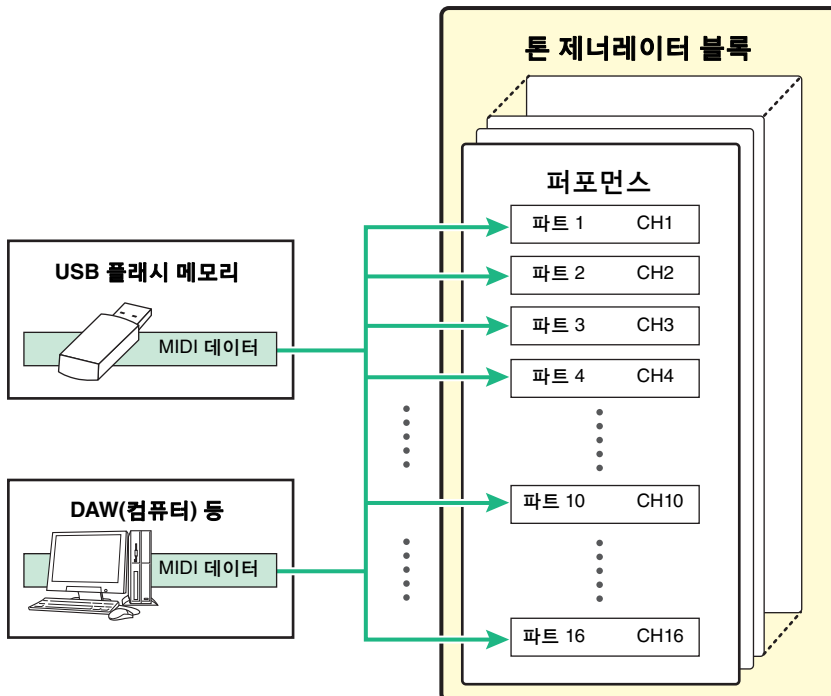 톤 제너레이터 블록
퍼포먼스
파트 1 CH1
파트 2 CH2
파트 3 CH3
파트 4 CH4
파트 10 CH10
파트 16 CH16
USB 플래시 메모리
MIDI 데이터
DAW(컴퓨터) 등
MIDI 데이터